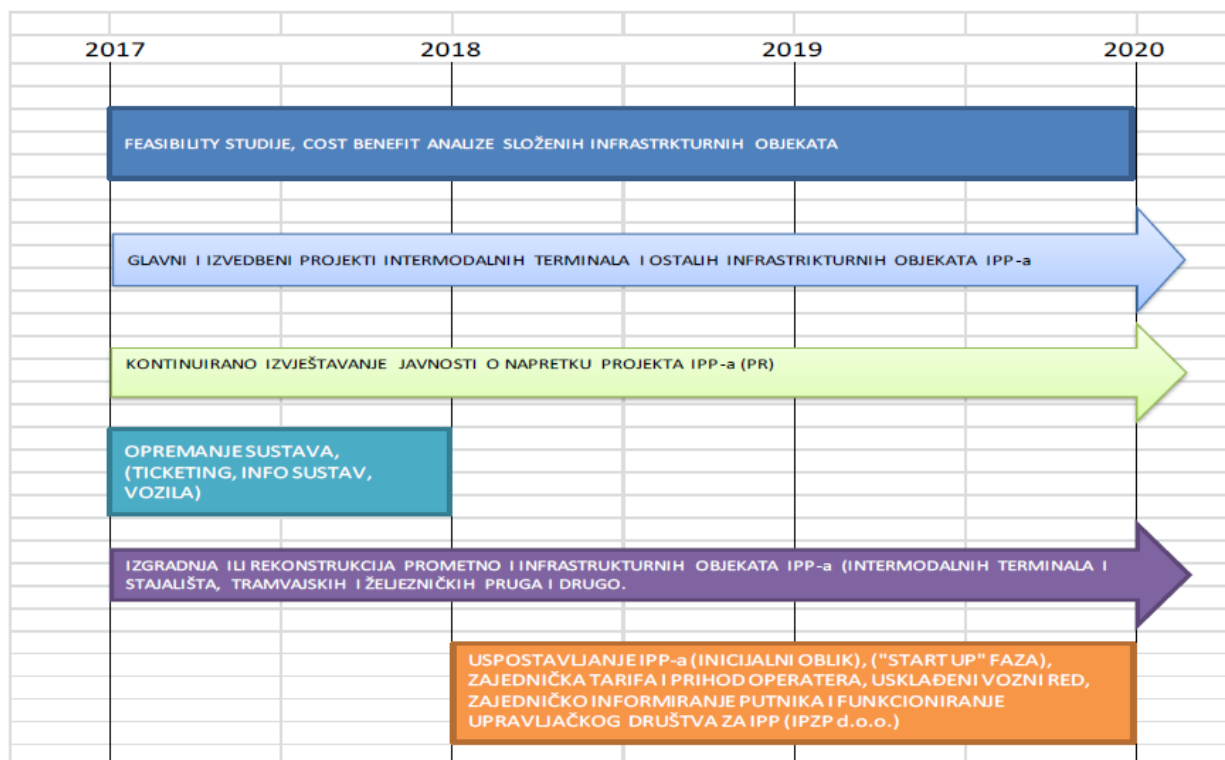 2017 2018 2019 2020
FEASIBILITY STUDIJE, COST BENEFIT ANALIZE SLOŽENIH INFRASTRKTURNIH OBJEKATA
GLAVNI I IZVEDBENI PROJEKTI INTERMODALNIH TERMINALA I OSTALIH INFRASTRIKTURNIH OBJEKATA IPP-a
KONTINUIRANO IZVJEŠTAVANJE JAVNOSTI O NAPRETKU PROJEKTA IPP-a (PR)
OPREMANJE SUSTAVA,
(TICKETING, INFO SUSTAV,
VOZILA)
IZGRADNJA ILI REKONSTRUKCIJA PROMETNO I INFRASTRUKTURNIH OBJEKATA IPP-a (INTERMODALNIH TERMINALA I
STAJALIŠTA, TRAMVAJSKIH I ŽELJEZNIČKIH PRUGA I DRUGO.
USPOSTAVLJANJE IPP-a (INICIJALNI OBLIK), ("START UP" FAZA),
ZAJEDNIČKA TARIFA I PRIHOD OPERATERA, USKLAĐENI VOZNI RED,
ZAJEDNIČKO INFORMIRANJE PUTNIKA I FUNKCIONIRANJE
UPRAVLJAČKOG DRUŠTVA ZA IPP (IPZP d.o.o.)